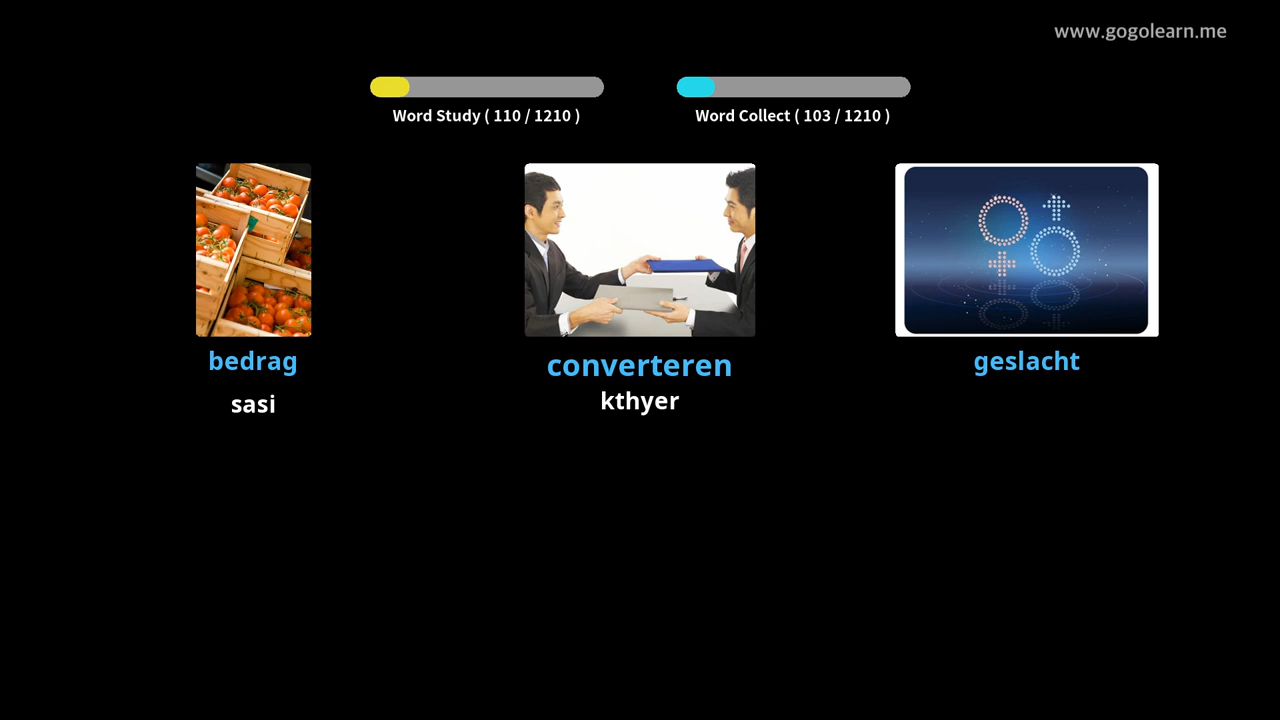 www.gogolearn.me
Word Study ( 110 / 1210 )
Word Collect ( 103 / 1210 )
bedrag
converteren
geslacht
sasi
kthyer